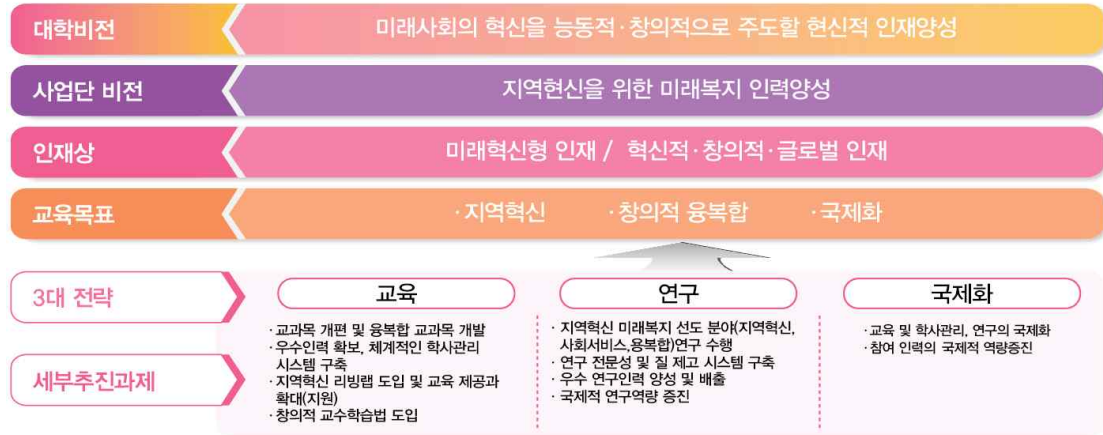 대학비전
미래사회의 혁신을 능동적·창의적으로 주도할 헌신적 인재양성
사업단 비전
지역헌신을 위한 미래복지 인력양성
인재상
미래혁신형 인재 / 혁신적·창의적·글로벌 인재
교육목표
·지역혁신 ·창의적 융복합 ·국제화
3대 전략
교육
연구
국제화
세부추진과제
·교과목 개편 및 융복합 교과목 개발
·우수인력 확보, 체계적인 학사관리
시스템 구축
·지역혁신 리빙랩 도입 및 교육 제공과
확대(지원)
·창의적 교수학습법 도입
·지역혁신 미래복지 선도 분야(지역혁신,
사회서비스,융복합)연구 수행
·연구 전문성 및 질 제고 시스템 구축
·우수 연구인력 양성 및 배출
·국제적 연구역량 증진
·교육 및 학사관리, 연구의 국제화
·참여 인력의 국제적 역량증진